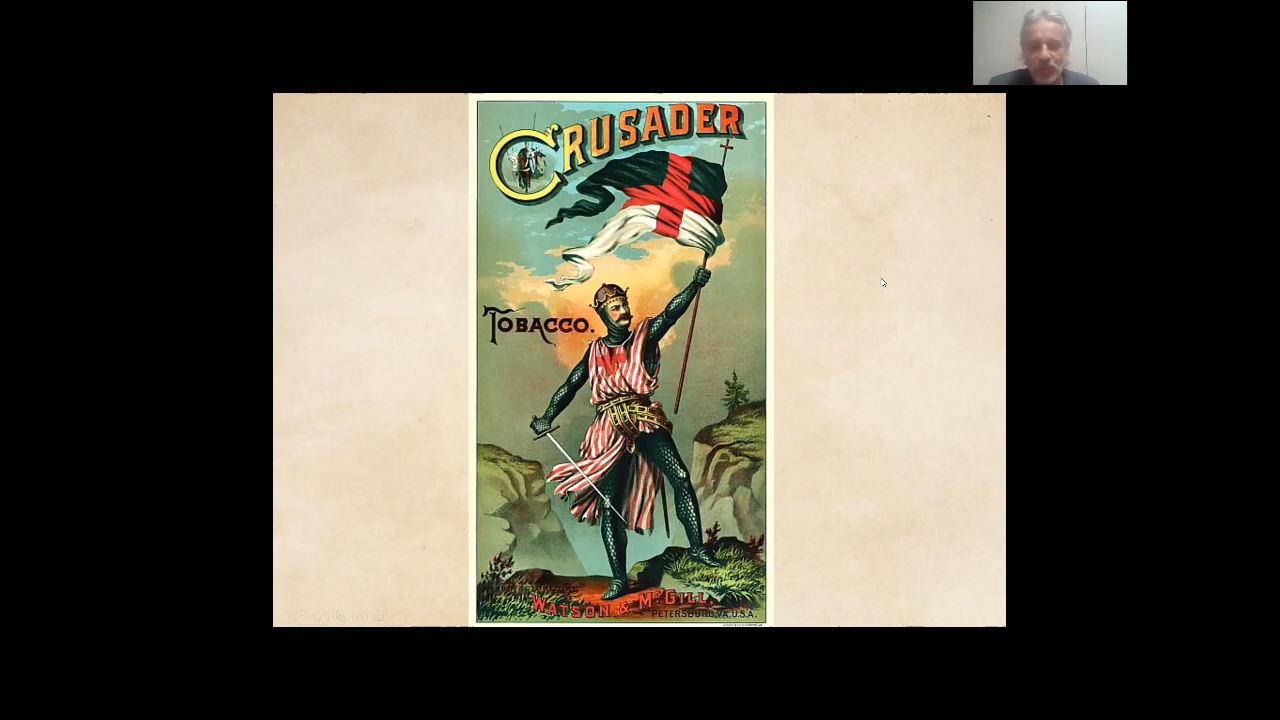 CRUSADER
TOBACCO.
WATSON & McGILL,
PETERSBURG, VA, U.S.A.